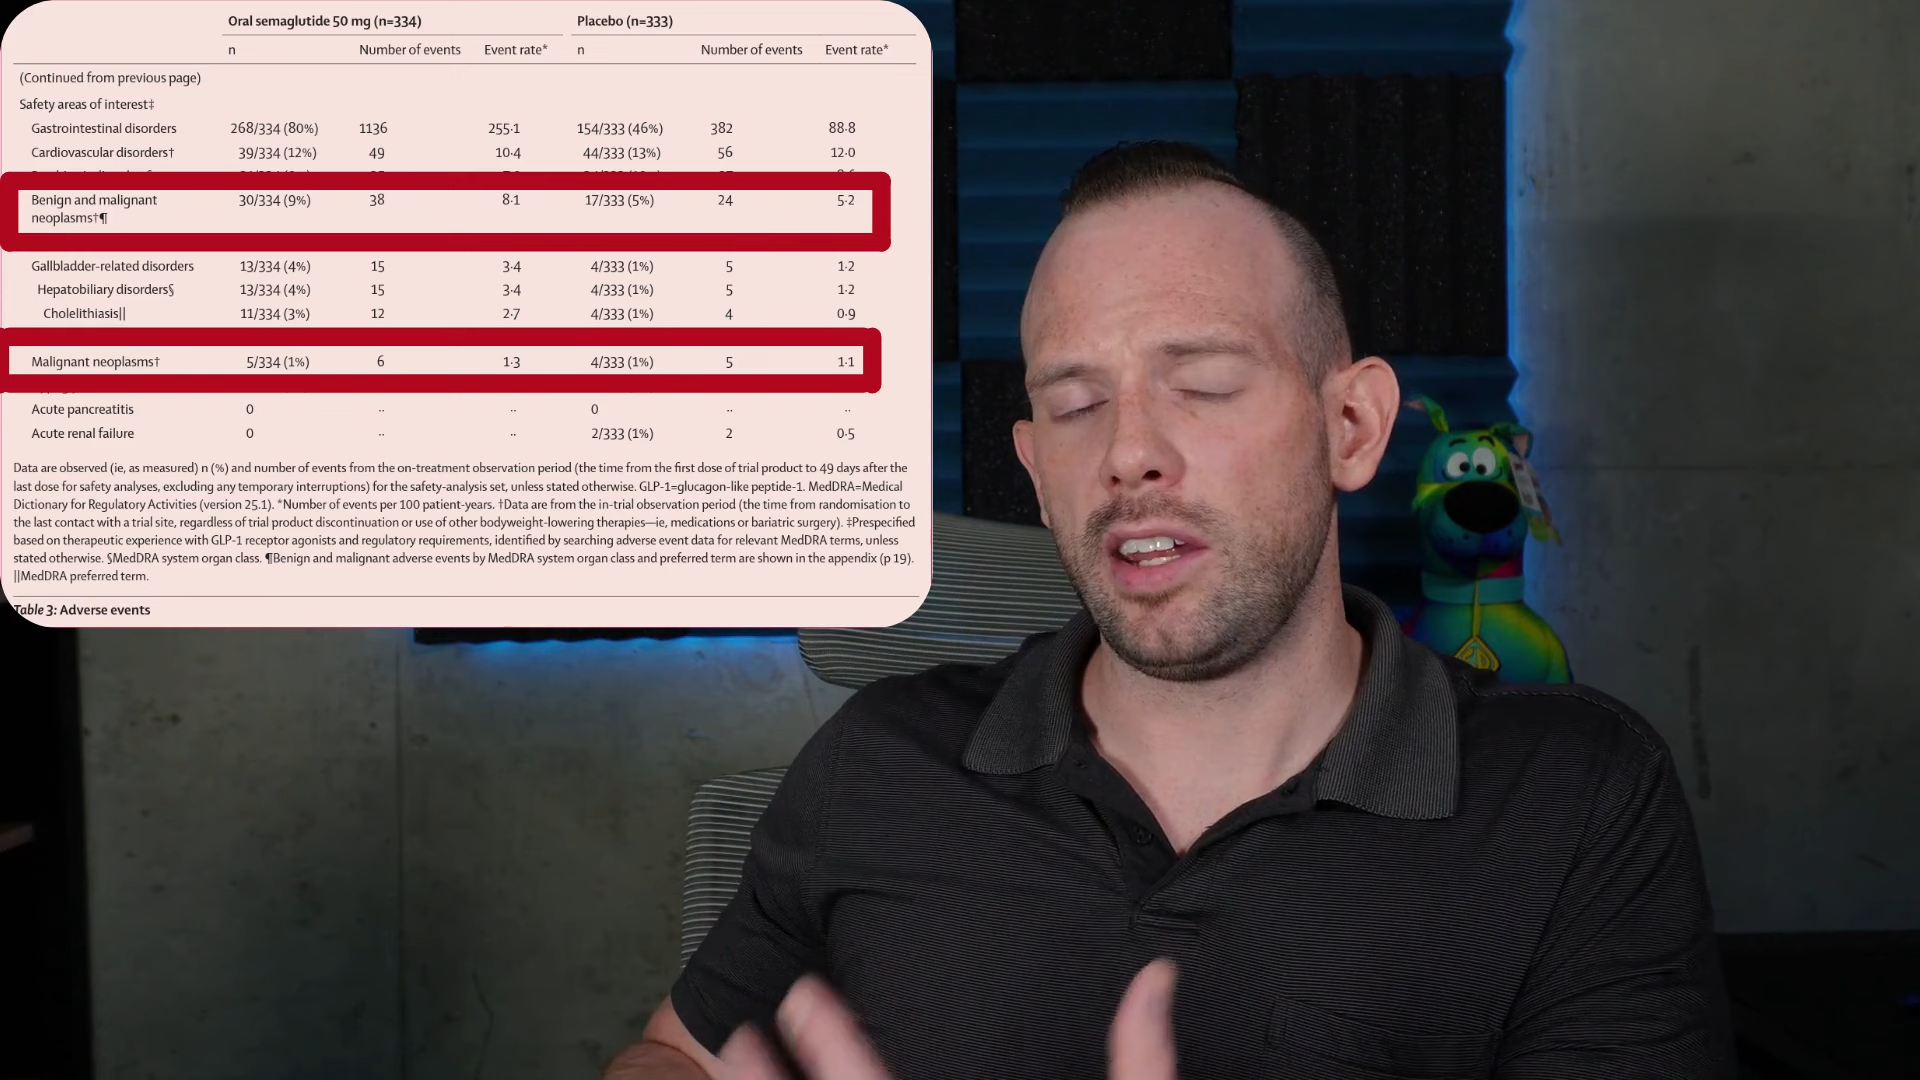 Oral semaglutide 50 mg (n=334) Placebo (n=333)
n Number of events Event rate* n Number of events Event rate*
(Continued from previous page)
Safety areas of interest‡
Gastrointestinal disorders 268/334 (80%) 1136 255·1 154/333 (46%) 382 88·8
Cardiovascular disorders† 39/334 (12%) 49 10·4 44/333 (13%) 56 12·0
Benign and malignant 30/334 (9%) 38 8·1 17/333 (5%) 24 5·2
neoplasms†¶
Gallbladder-related disorders 13/334 (4%) 15 3·4 4/333 (1%) 5 1·2
Hepatobiliary disorders§ 13/334 (4%) 15 3·4 4/333 (1%) 5 1·2
Cholelithiasis|| 11/334 (3%) 12 2·7 4/333 (1%) 4 0·9
Malignant neoplasms† 5/334 (1%) 6 1·3 4/333 (1%) 5 1·1
Acute pancreatitis 0 ·· ·· 0 ·· ··
Acute renal failure 0 ·· ·· 2/333 (1%) 2 0·5
Data are observed (ie, as measured) n (%) and number of events from the on-treatment observation period (the time from the first dose of trial product to 49 days after the
last dose for safety analyses, excluding any temporary interruptions) for the safety-analysis set, unless stated otherwise. GLP-1=glucagon-like peptide-1. MedDRA=Medical
Dictionary for Regulatory Activities (version 25.1). *Number of events per 100 patient-years. †Data are from the in-trial observation period (the time from randomisation to
the last contact with a trial site, regardless of trial product discontinuation or use of other bodyweight-lowering therapies—ie, medications or bariatric surgery). ‡Prespecified
based on therapeutic experience with GLP-1 receptor agonists and regulatory requirements, identified by searching adverse event data for relevant MedDRA terms, unless
stated otherwise. §MedDRA system organ class. ¶Benign and malignant adverse events by MedDRA system organ class and preferred term are shown in the appendix (p 19).
||MedDRA preferred term.
Table 3: Adverse events